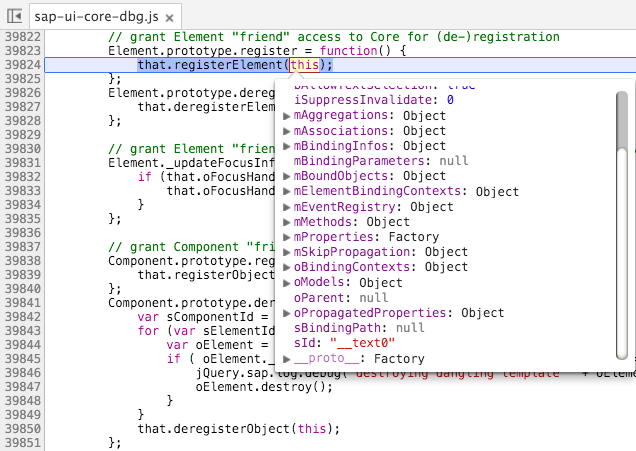 sap-ui-core-dbg.js ×
39822 // grant Element "friend" access to Core for (de-)registration
39823 Element.prototype.register = function() {
39824 that.registerElement(this);
39825 };
39826 Element.prototype.dereg
39827 that.deregisterElem
39828 };
39829
39830 // grant Element "frien
39831 Element._updateFocusInf
39832 if (that.oFocusHand
39833 that.oFocusHand
39834 }
39835 };
39836
39837 // grant Component "frie
39838 Component.prototype.reg
39839 that.registerObject
39840 };
39841 Component.prototype.der
39842 var sComponentId =
39843 for (var sElementId
39844 var oElement =
39845 if ( oElement._
39846 jQuery.sap.log.debug( destroying dangling template + oElem
39847 oElement.destroy();
39848 }
39849 }
39850 that.deregisterObject(this);
39851 };
bAllowTextSelection: true
iSuppressInvalidate: 0
mAggregations: Object
mAssociations: Object
mBindingInfos: Object
mBindingParameters: null
mBoundObjects: Object
mElementBindingContexts: Object
mEventRegistry: Object
mMethods: Object
mProperties: Factory
mSkipPropagation: Object
oBindingContexts: Object
oModels: Object
oParent: null
oPropagatedProperties: Object
sBindingPath: null
sId: "__text0"
__proto__: Factory